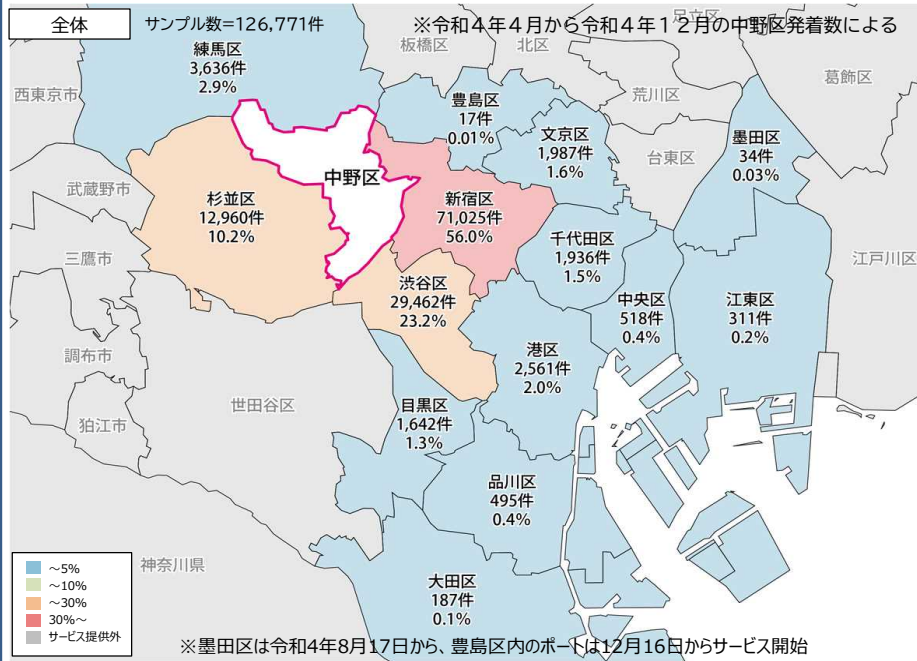 全体
サンプル数=126,771件
※令和４年４月から令和４年１２月の中野区発着数による
足立区
練馬区
3,636件
2.9%
板橋区
北区
葛飾区
西東京市
荒川区
豊島区
17件
0.01%
文京区
1,987件
1.6%
墨田区
34件
0.03%
台東区
中野区
武蔵野市
杉並区
12,960件
10.2%
新宿区
71,025件
56.0%
千代田区
1,936件
1.5%
三鷹市
江戸川区
渋谷区
29,462件
23.2%
中央区
518件
0.4%
江東区
311件
0.2%
港区
2,561件
2.0%
調布市
世田谷区
目黒区
1,642件
1.3%
狛江市
品川区
495件
0.4%
神奈川県
大田区
187件
0.1%
～5%
～10%
～30%
30%～
サービス提供外
※墨田区は令和4年8月17日から、豊島区内のポートは12月16日からサービス開始